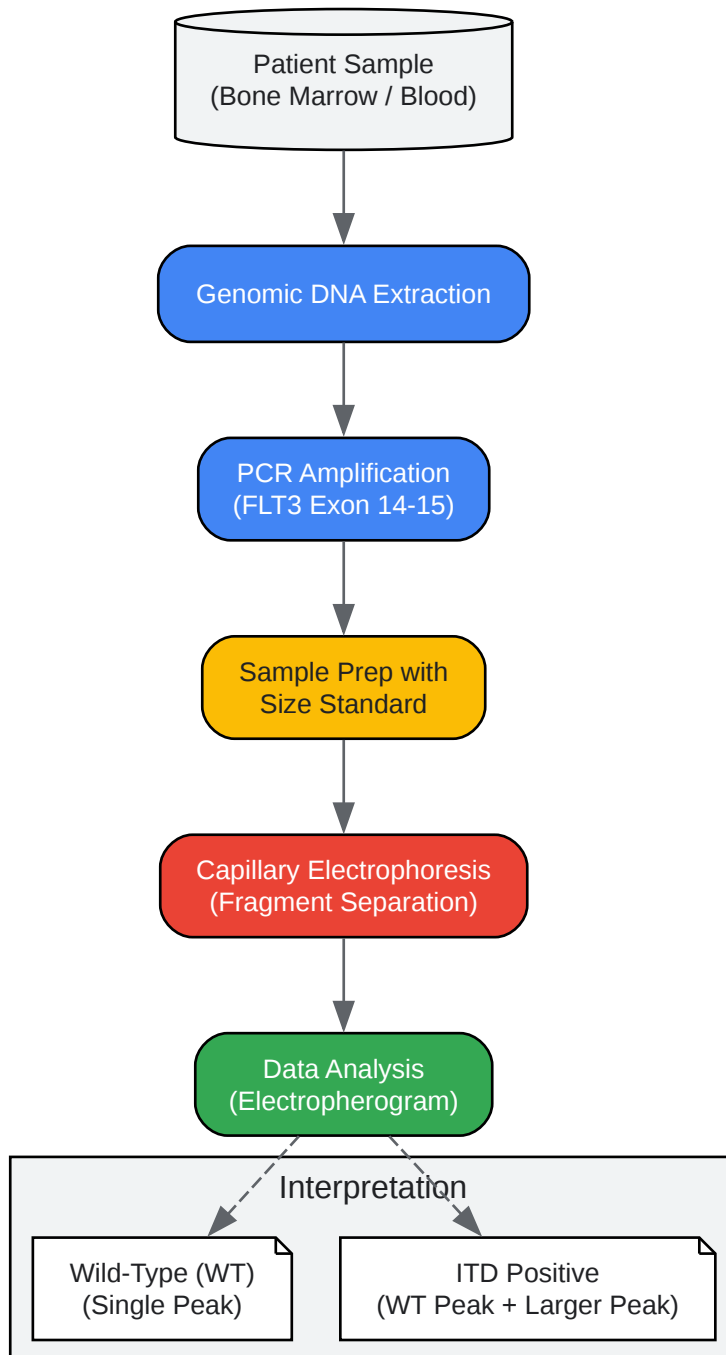 Patient Sample
(Bone Marrow / Blood)
Genomic DNA Extraction
PCR Amplification
(FLT3 Exon 14-15)
Sample Prep with
Size Standard
Capillary Electrophoresis
(Fragment Separation)
Data Analysis
(Electropherogram)
Interpretation
Wild-Type (WT)
(Single Peak)
ITD Positive
(WT Peak + Larger Peak)